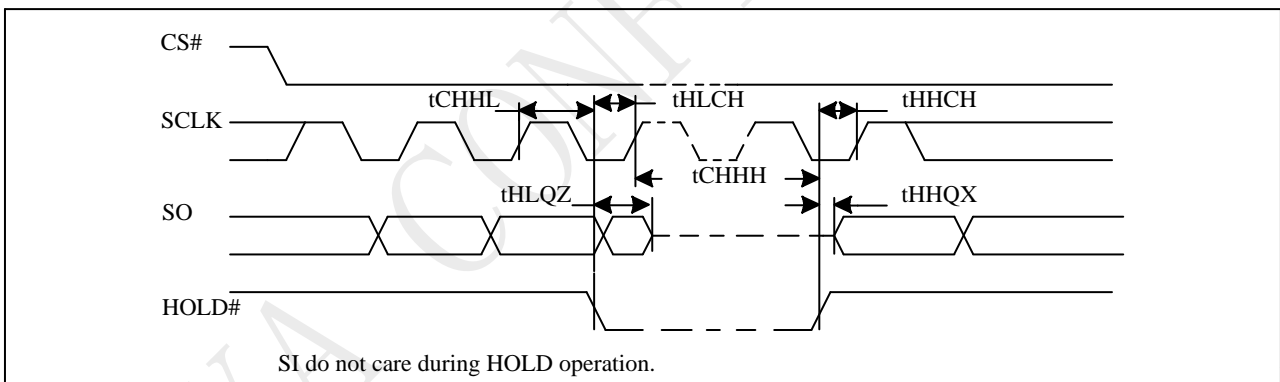 CS#
tCHHL tHLCH tHHCH
SCLK
tCHHH
tHLQZ tHHQX
SO
HOLD#
SI do not care during HOLD operation.